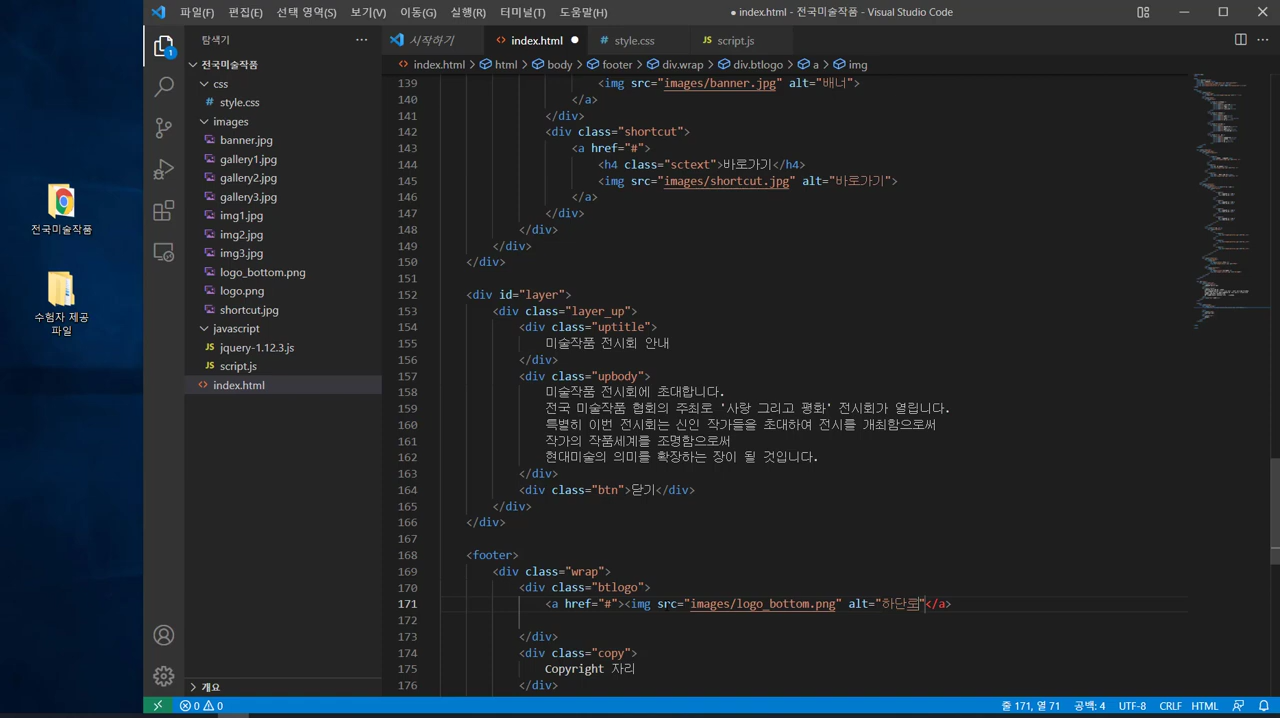 파일(F) 편집(E) 선택 영역(S) 보기(V) 이동(G) 실행(R) 터미널(T) 도움말(H) ● index.html - 전국미술작품 - Visual Studio Code
탐색기 ··· 시작하기 <> index.html ● # style.css JS script.js ···
전국미술작품 <> index.html > html > body > footer > div.wrap > div.btlogo > a > img
css
# style.css
images
banner.jpg
gallery1.jpg
gallery2.jpg
gallery3.jpg
img1.jpg
img2.jpg
img3.jpg
logo_bottom.png
logo.png
shortcut.jpg
javascript
JS jquery-1.12.3.js
JS script.js
<> index.html
개요
1
전국미술작품
수험자 제공
파일
139 <img src="images/banner.jpg" alt="배너">
140 </a>
141 </div>
142 <div class="shortcut">
143 <a href="#">
144 <h4 class="sctext">바로가기</h4>
145 <img src="images/shortcut.jpg" alt="바로가기">
146 </a>
147 </div>
148 </div>
149 </div>
150 </div>
151
152 <div id="layer">
153 <div class="layer_up">
154 <div class="uptitle">
155 미술작품 전시회 안내
156 </div>
157 <div class="upbody">
158 미술작품 전시회에 초대합니다.
159 전국 미술작품 협회의 주최로 '사랑 그리고 평화' 전시회가 열립니다.
160 특별히 이번 전시회는 신인 작가들을 초대하여 전시를 개최함으로써
161 작가의 작품세계를 조명함으로써
162 현대미술의 의미를 확장하는 장이 될 것입니다.
163 </div>
164 <div class="btn">닫기</div>
165 </div>
166 </div>
167
168 <footer>
169 <div class="wrap">
170 <div class="btlogo">
171 <a href="#"><img src="images/logo_bottom.png" alt="하단로"</a>
172
173 </div>
174 <div class="copy">
175 Copyright 자리
176 </div>
0 0 줄 171, 열 71 공백: 4 UTF-8 CRLF HTML